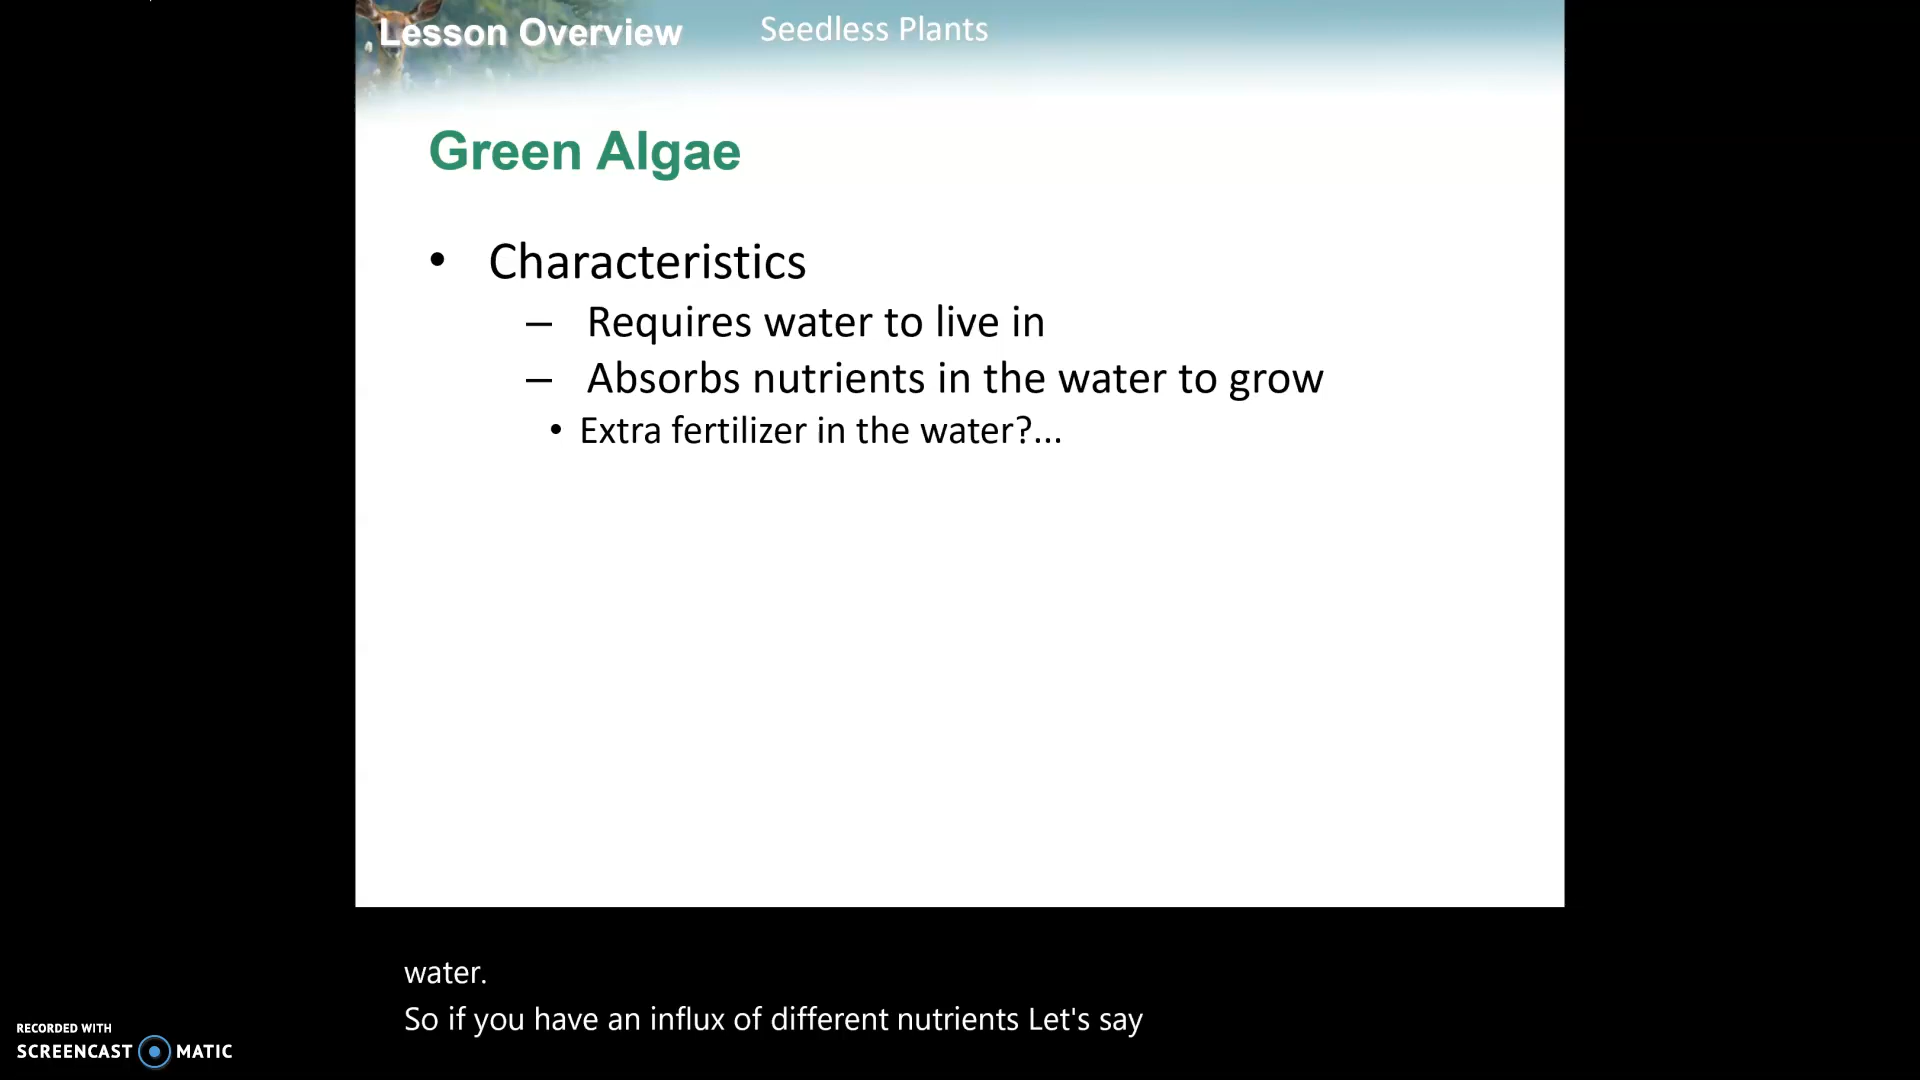 Lesson Overview Seedless Plants
Green Algae
• Characteristics
– Requires water to live in
– Absorbs nutrients in the water to grow
• Extra fertilizer in the water?...
water.
So if you have an influx of different nutrients Let's say
RECORDED WITH
SCREENCAST MATIC